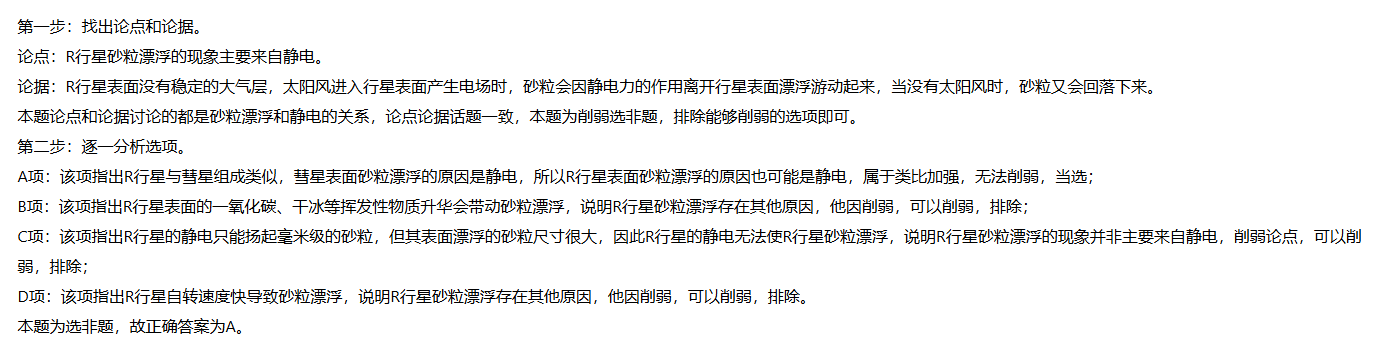 第一步：找出论点和论据。
论点：R行星砂粒漂浮的现象主要来自静电。
论据：R行星表面没有稳定的大气层，太阳风进入行星表面产生电场时，砂粒会因静电力的作用离开行星表面漂浮游动起来，当没有太阳风时，砂粒又会回落下来。
本题论点和论据讨论的都是砂粒漂浮和静电的关系，论点论据话题一致，本题为削弱选非题，排除能够削弱的选项即可。
第二步：逐一分析选项。
A项：该项指出R行星与彗星组成类似，彗星表面砂粒漂浮的原因是静电，所以R行星表面砂粒漂浮的原因也可能是静电，属于类比加强，无法削弱，当选；
B项：该项指出R行星表面的一氧化碳、干冰等挥发性物质升华会带动砂粒漂浮，说明R行星砂粒漂浮存在其他原因，他因削弱，可以削弱，排除；
C项：该项指出R行星的静电只能扬起毫米级的砂粒，但其表面漂浮的砂粒尺寸很大，因此R行星的静电无法使R行星砂粒漂浮，说明R行星砂粒漂浮的现象并非主要来自静电，削弱论点，可以削
弱，排除；
D项：该项指出R行星自转速度快导致砂粒漂浮，说明R行星砂粒漂浮存在其他原因，他因削弱，可以削弱，排除。
本题为选非题，故正确答案为A。